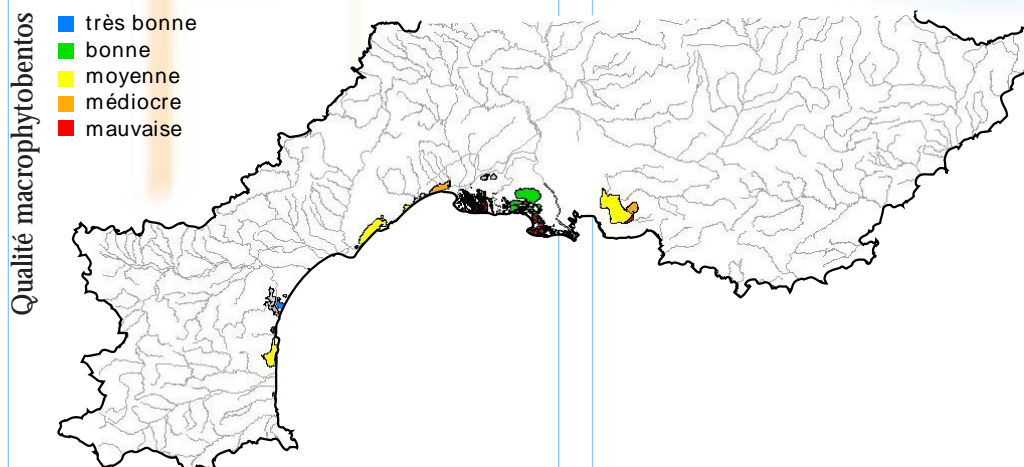 Qualité macrophytobentos
très bonne
bonne
moyenne
médiocre
mauvaise